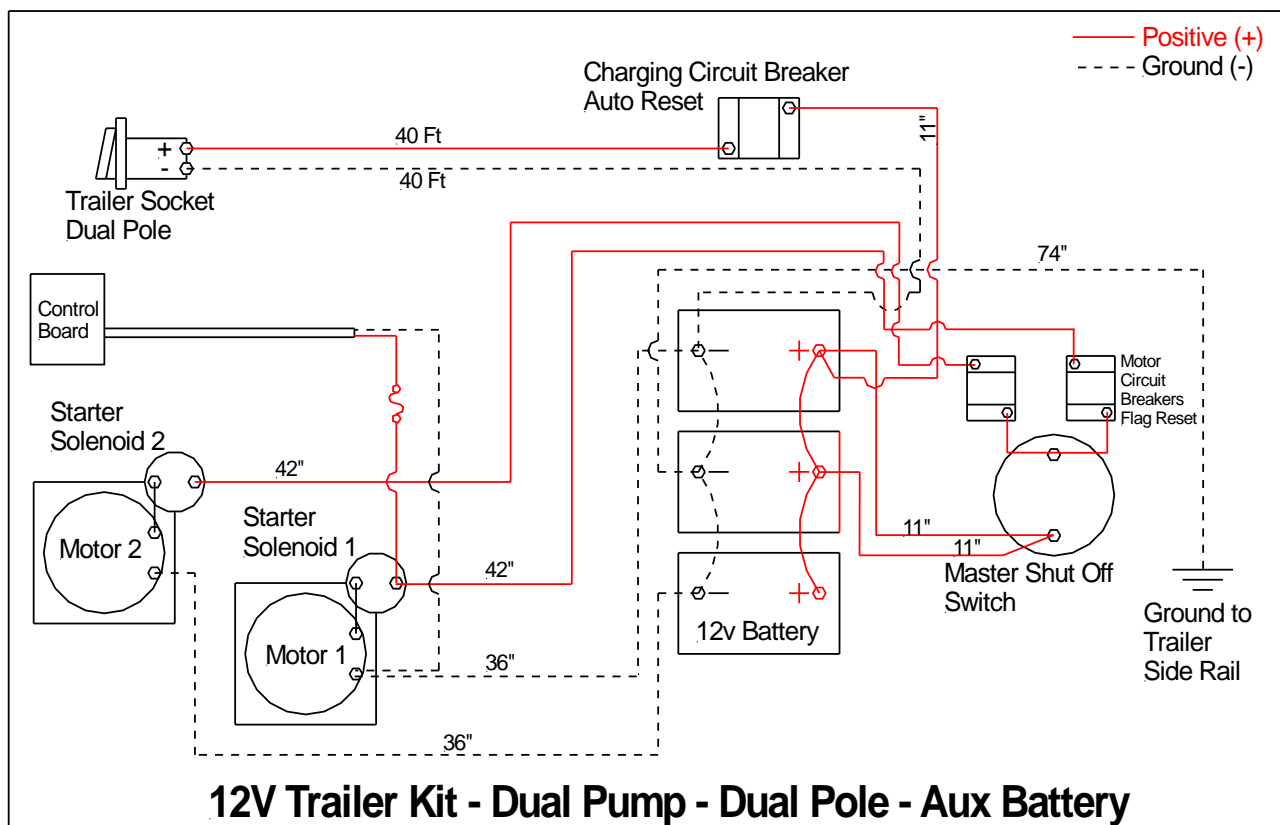 Positive (+)
Ground (-)
Charging Circuit Breaker
Auto Reset
11"
40 Ft
+
-
40 Ft
Trailer Socket
Dual Pole
74"
Control
Board
Motor
Circuit
Breakers
Flag Reset
+
Starter
Solenoid 2
42"
+
Starter
Solenoid 1
11"
11"
Motor 2
42"
Master Shut Off
Switch
+
12v Battery
Ground to
Trailer
Side Rail
Motor 1
36"
36"
12V Trailer Kit - Dual Pump - Dual Pole - Aux Battery